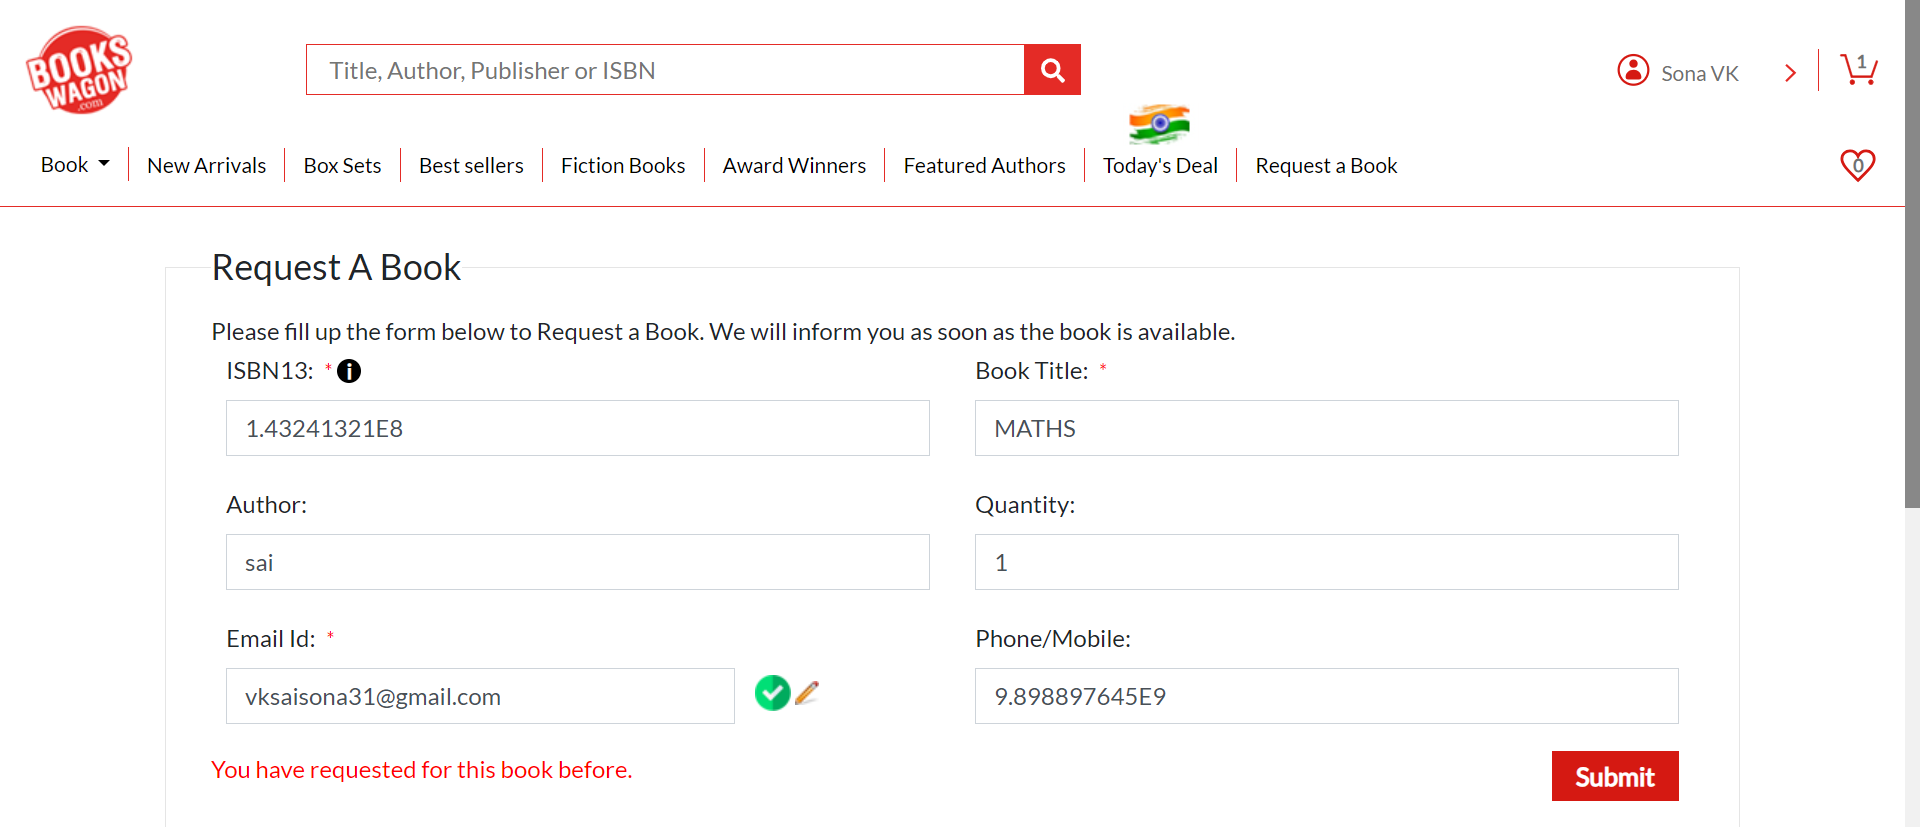 BOOKS
WAGON
.com
Title, Author, Publisher or ISBN
Sona VK
1
Book
New Arrivals
Box Sets
Best sellers
Fiction Books
Award Winners
Featured Authors
Today's Deal
Request a Book
0
Request A Book
Please fill up the form below to Request a Book. We will inform you as soon as the book is available.
ISBN13: * i
Book Title: *
1.43241321E8
MATHS
Author:
Quantity:
sai
1
Email Id: *
Phone/Mobile:
vksaisona31@gmail.com
9.898897645E9
You have requested for this book before.
Submit